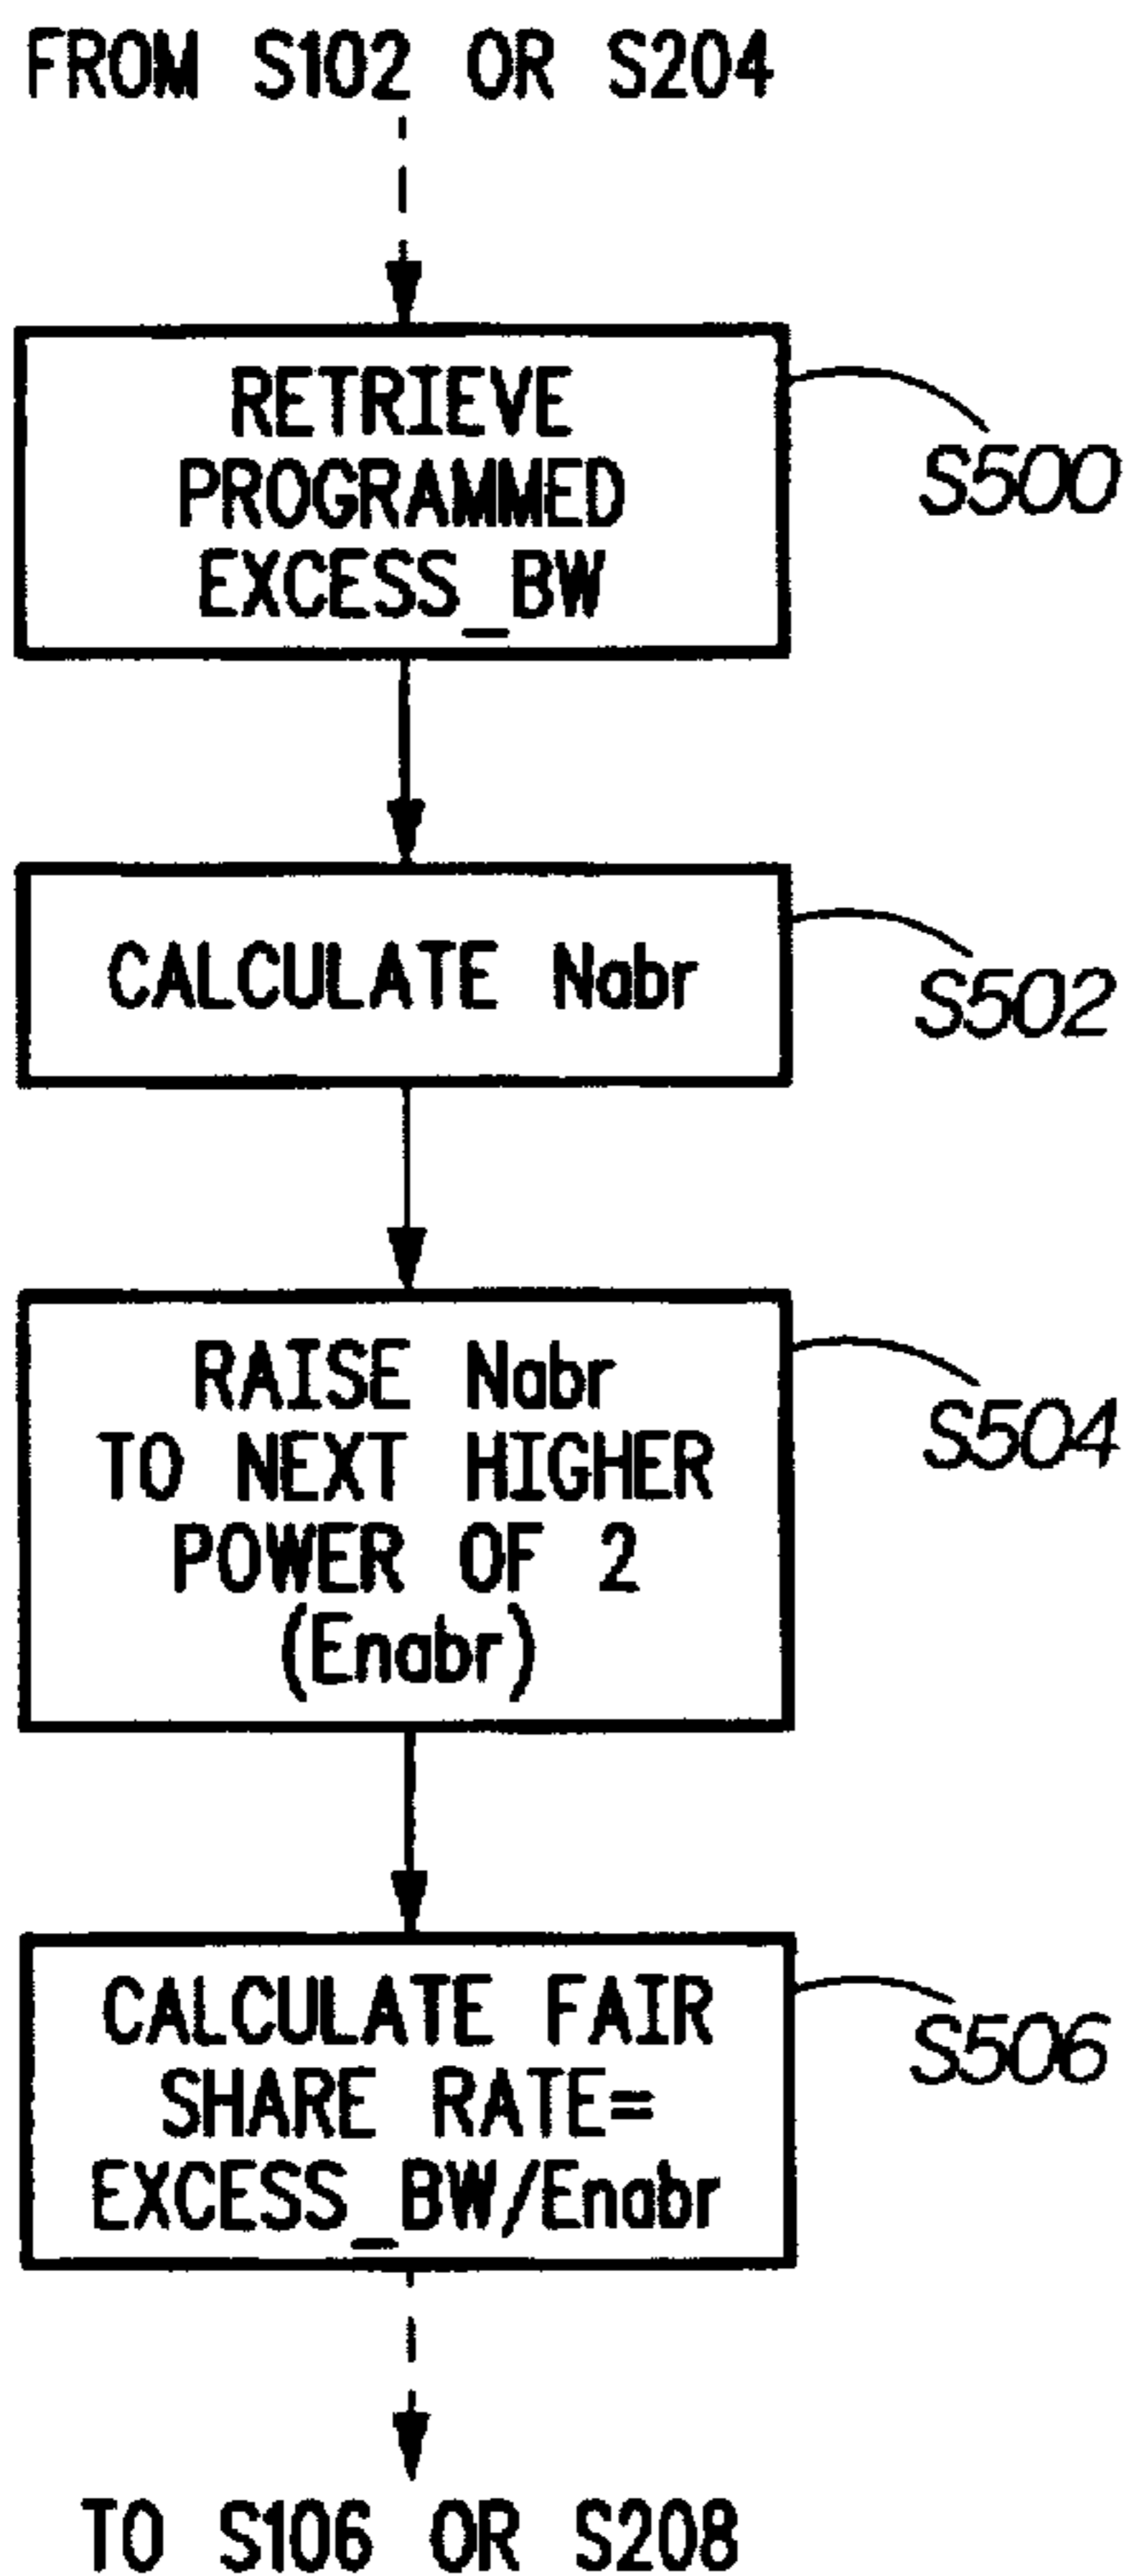 FROM S102 OR S204
RETRIEVE
PROGRAMMED
EXCESS_BW
S500
CALCULATE Nabr
S502
RAISE Nabr
TO NEXT HIGHER
POWER OF 2
(Enabr)
S504
CALCULATE FAIR
SHARE RATE=
EXCESS_BW/Enabr
S506
TO S106 OR S208